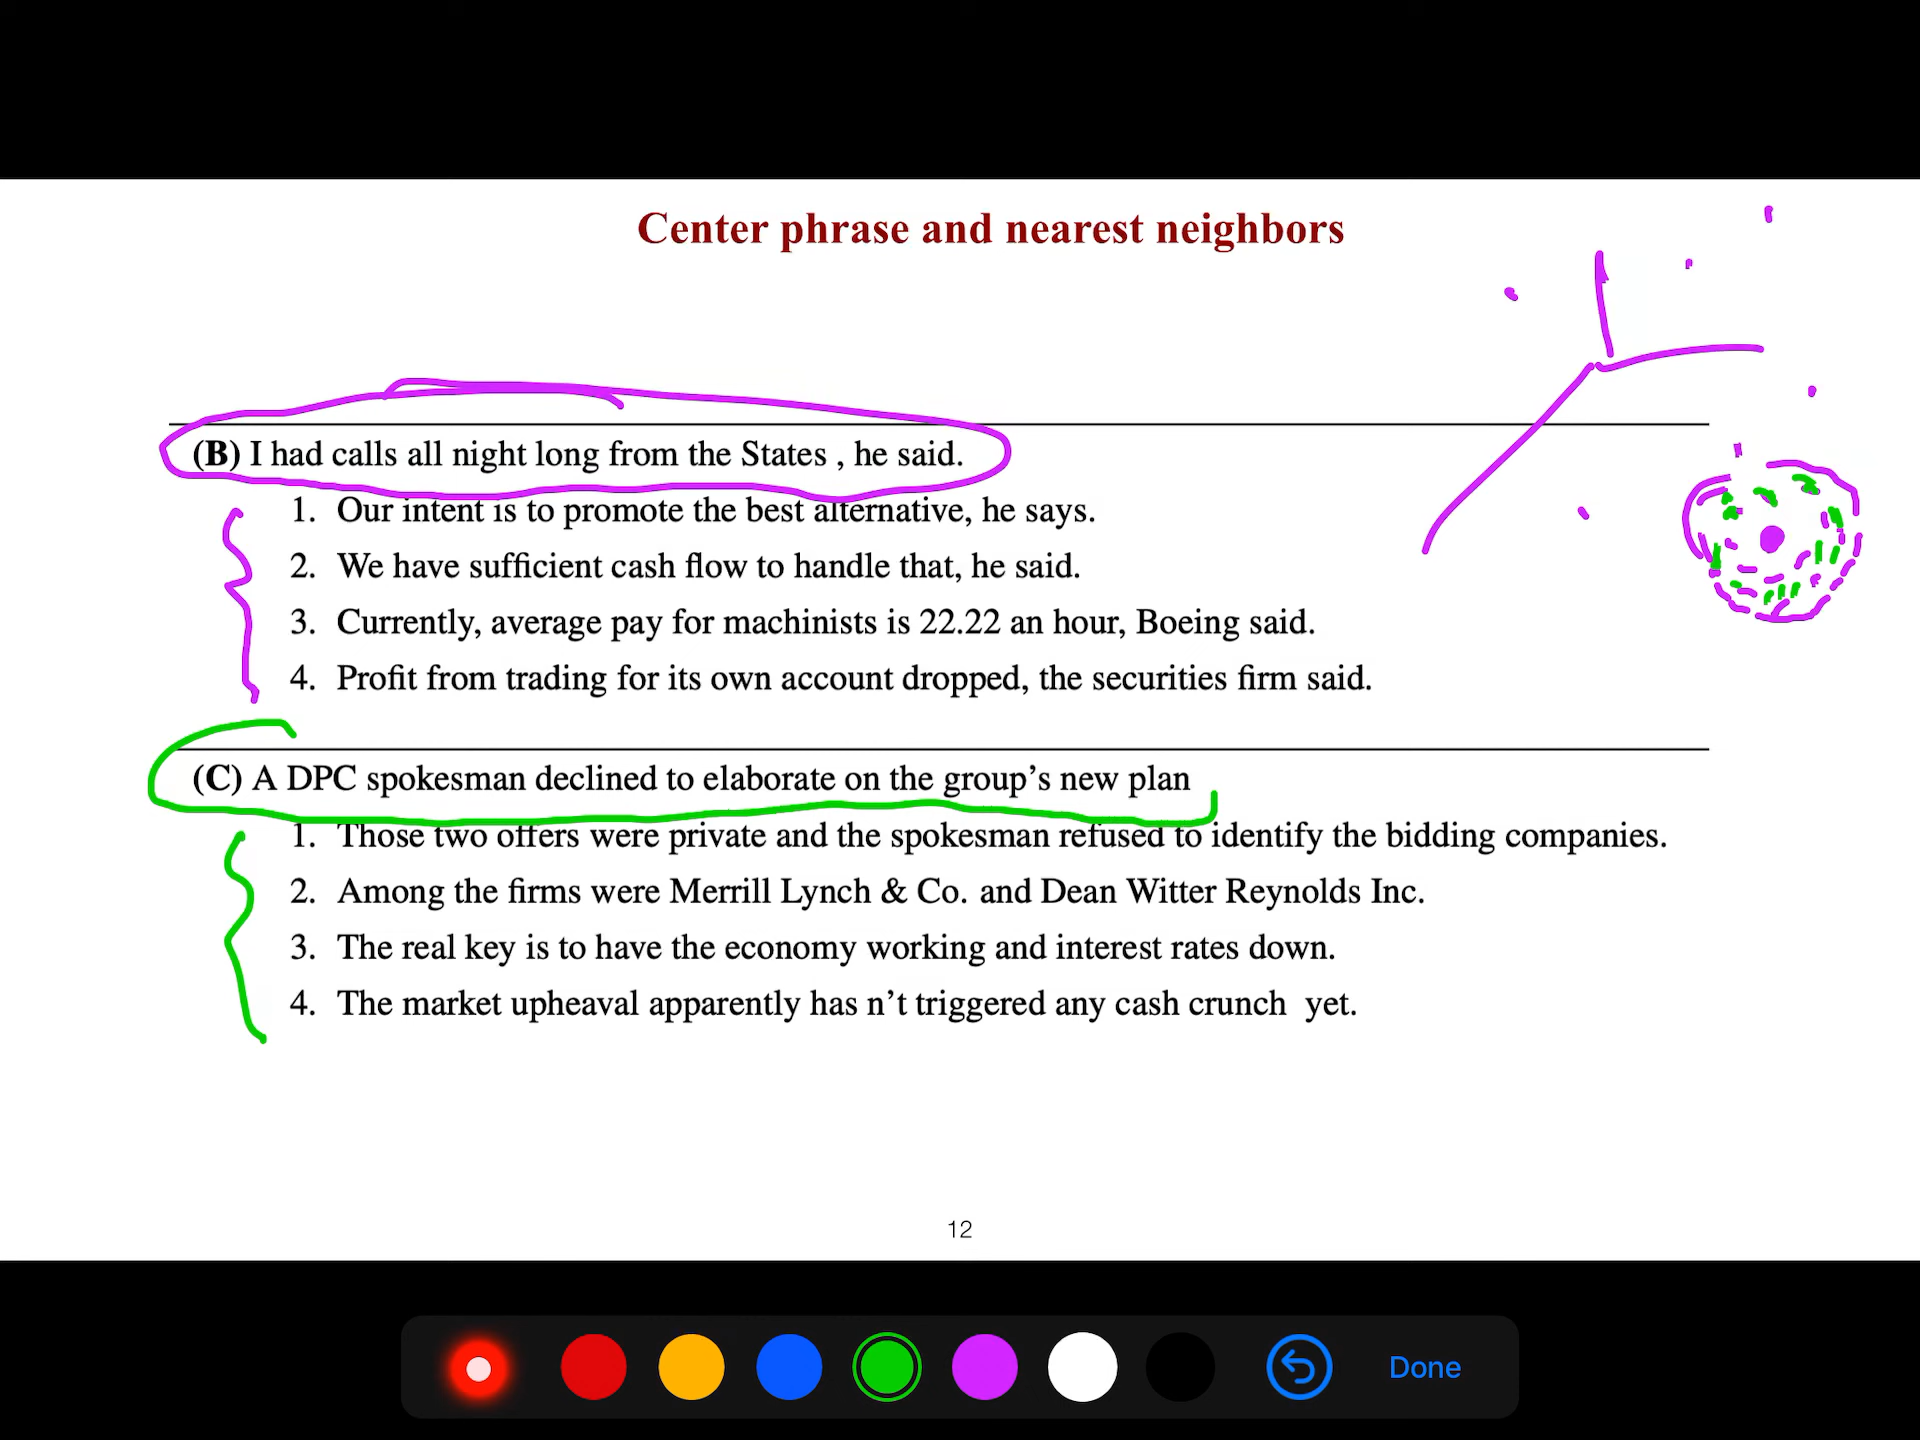 Center phrase and nearest neighbors
(B) I had calls all night long from the States , he said.
1. Our intent is to promote the best alternative, he says.
2. We have sufficient cash flow to handle that, he said.
3. Currently, average pay for machinists is 22.22 an hour, Boeing said.
4. Profit from trading for its own account dropped, the securities firm said.
(C) A DPC spokesman declined to elaborate on the group’s new plan
1. Those two offers were private and the spokesman refused to identify the bidding companies.
2. Among the firms were Merrill Lynch & Co. and Dean Witter Reynolds Inc.
3. The real key is to have the economy working and interest rates down.
4. The market upheaval apparently has n’t triggered any cash crunch yet.
12
Done